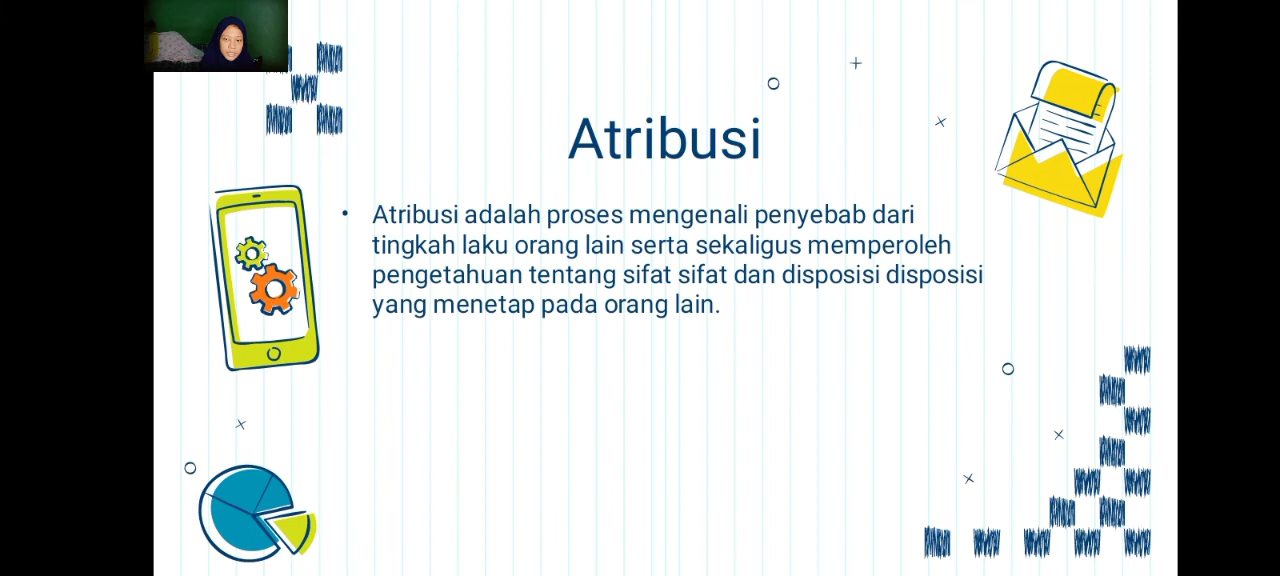 Atribusi
• Atribusi adalah proses mengenali penyebab dari
tingkah laku orang lain serta sekaligus memperoleh
pengetahuan tentang sifat sifat dan disposisi disposisi
yang menetap pada orang lain.